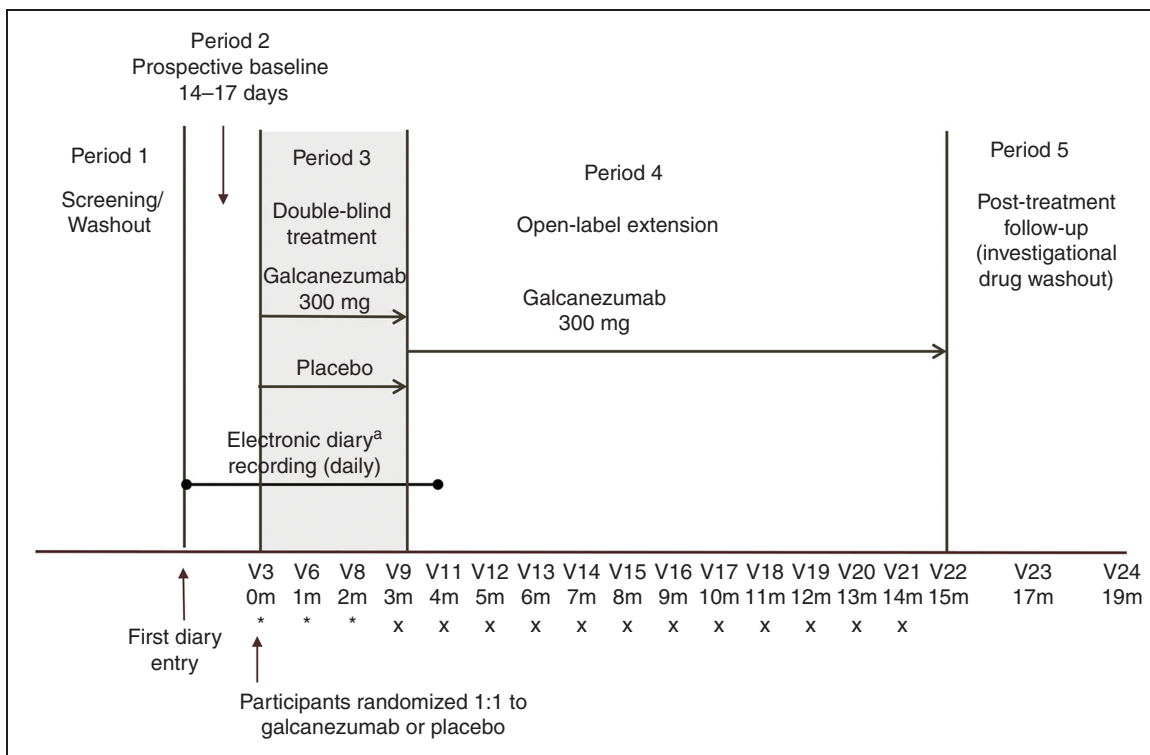 Period 2
Prospective baseline
14–17 days
Period 1
Screening/
Washout
Period 3
Double-blind
treatment
Galcanezumab
300 mg
Placebo
Period 4
Open-label extension
Galcanezumab
300 mg
Period 5
Post-treatment
follow-up
(investigational
drug washout)
Electronic diaryᵃ
recording (daily)
V3 V6 V8 V9 V11 V12 V13 V14 V15 V16 V17 V18 V19 V20 V21 V22 V23 V24
0m 1m 2m 3m 4m 5m 6m 7m 8m 9m 10m 11m 12m 13m 14m 15m 17m 19m
* * * x x x x x x x x x x x x
First diary
entry
Participants randomized 1:1 to
galcanezumab or placebo